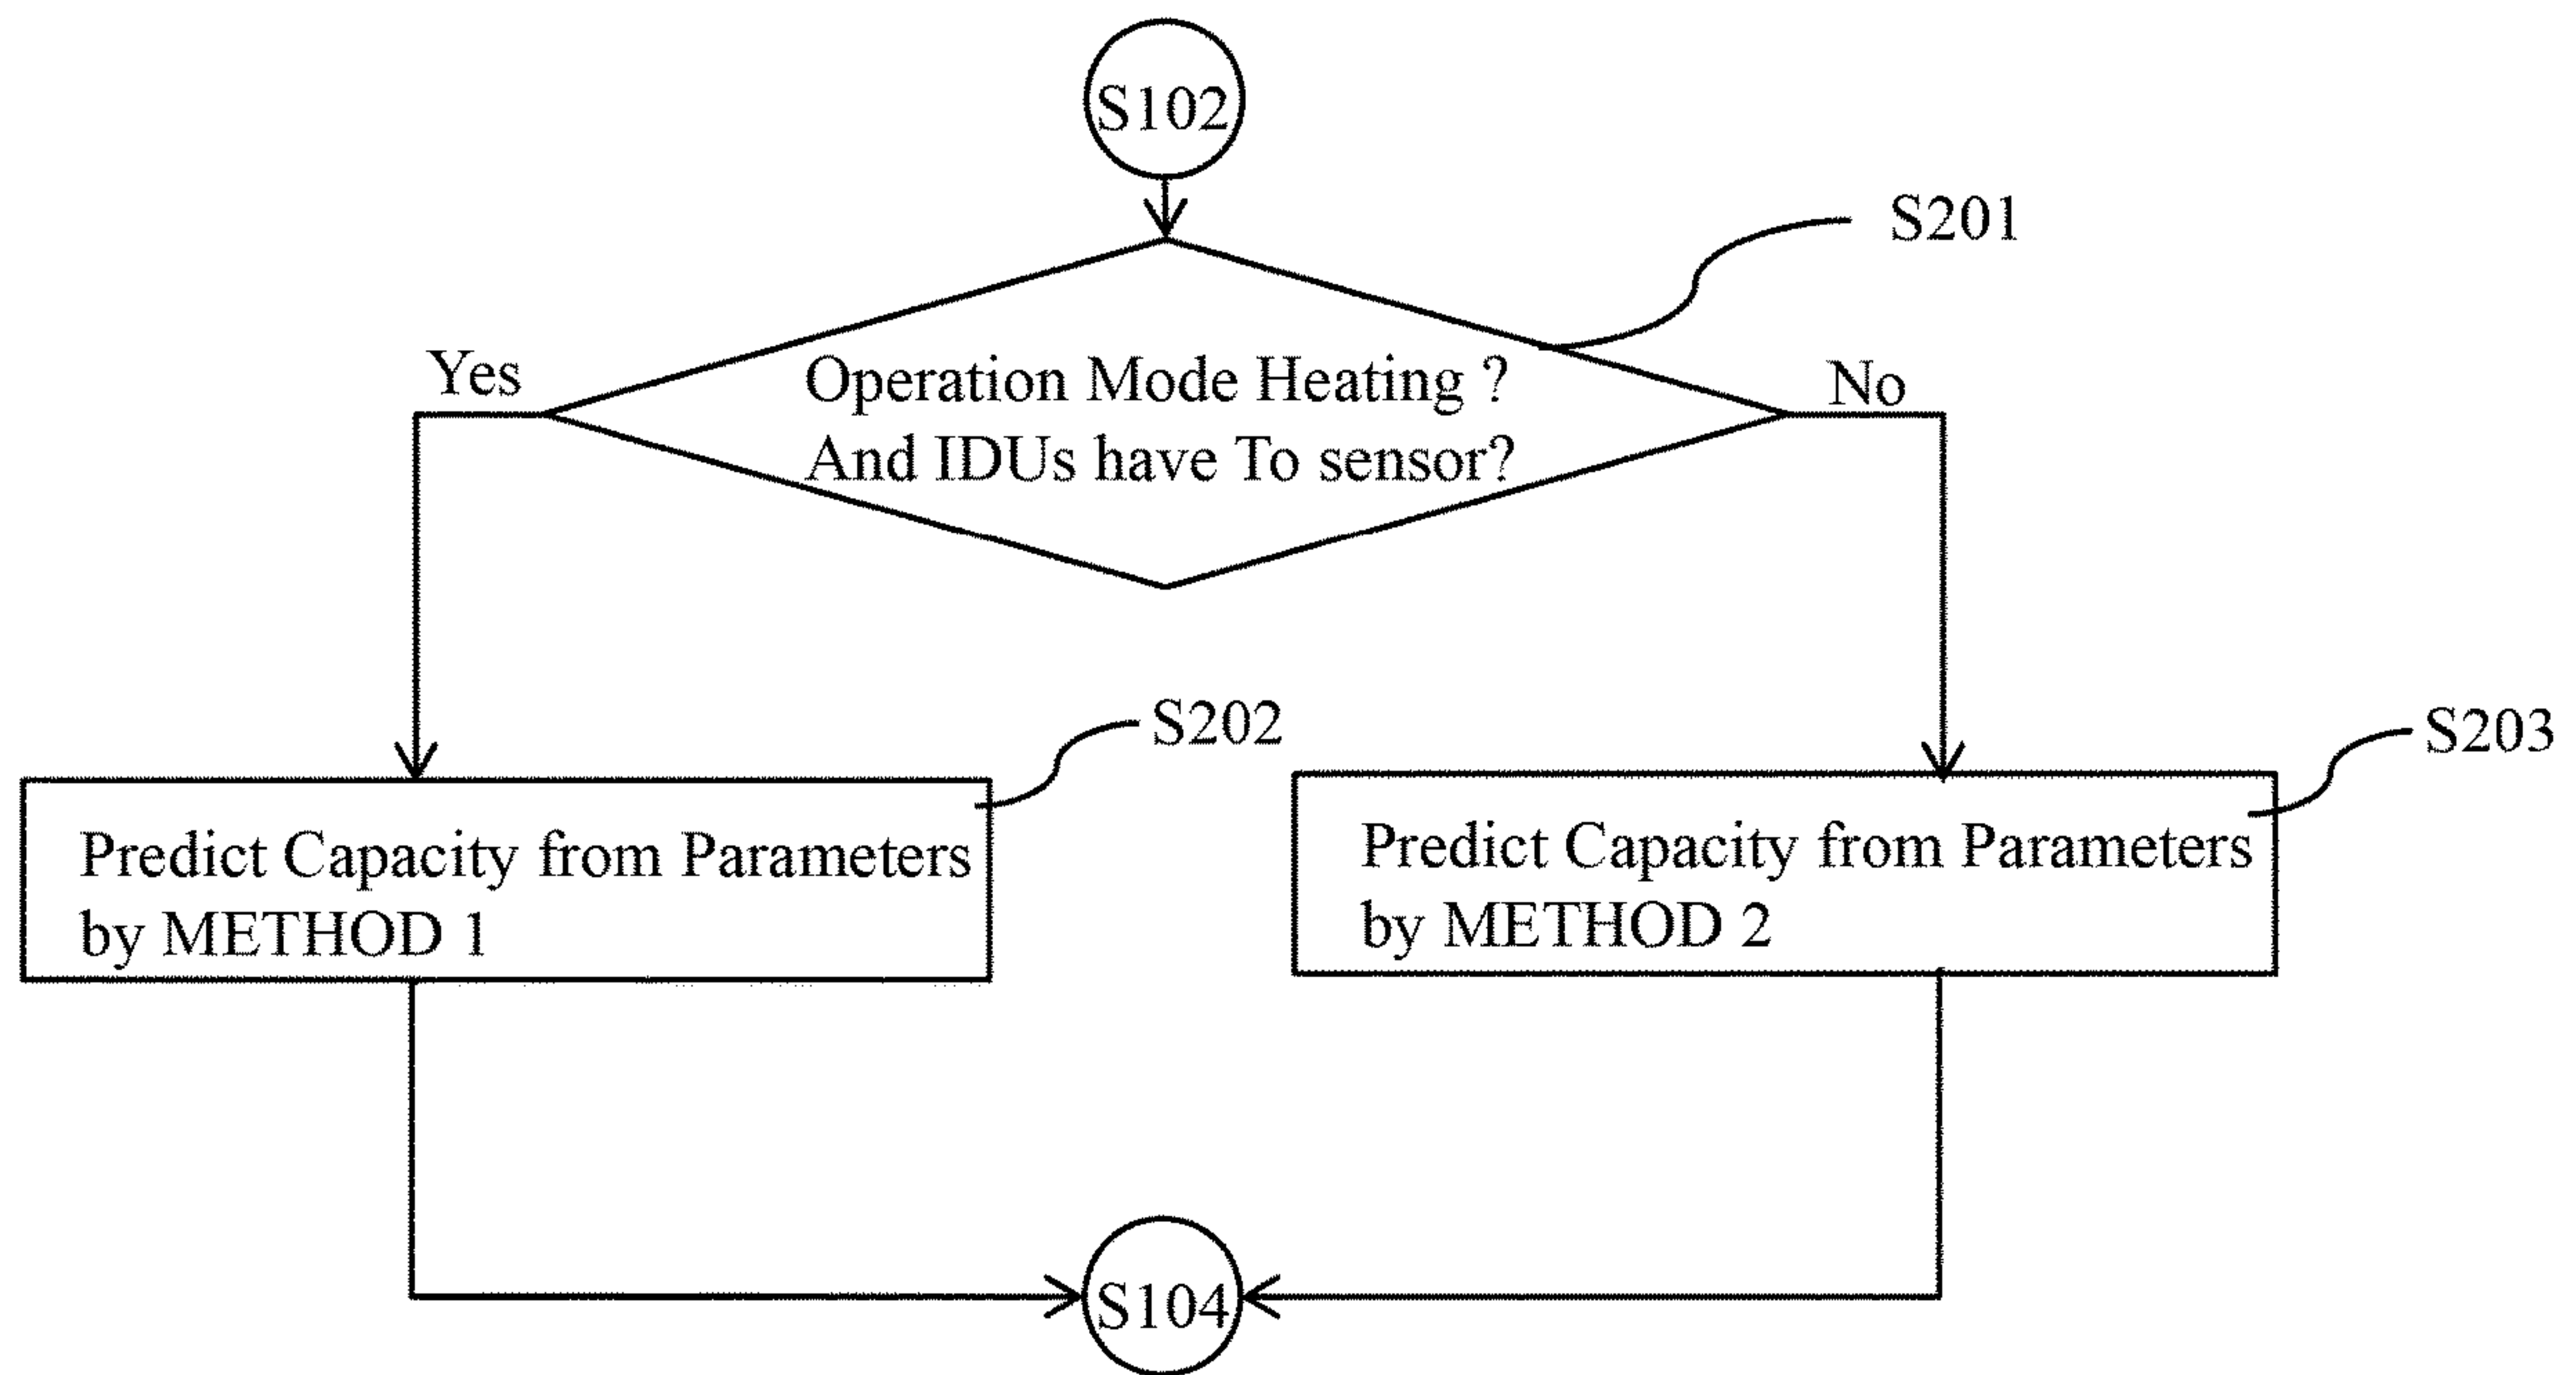 S102
S201
Yes
Operation Mode Heating ?
No
And IDUs have To sensor?
S202
S203
Predict Capacity from Parameters
by METHOD 1
Predict Capacity from Parameters
by METHOD 2
S104